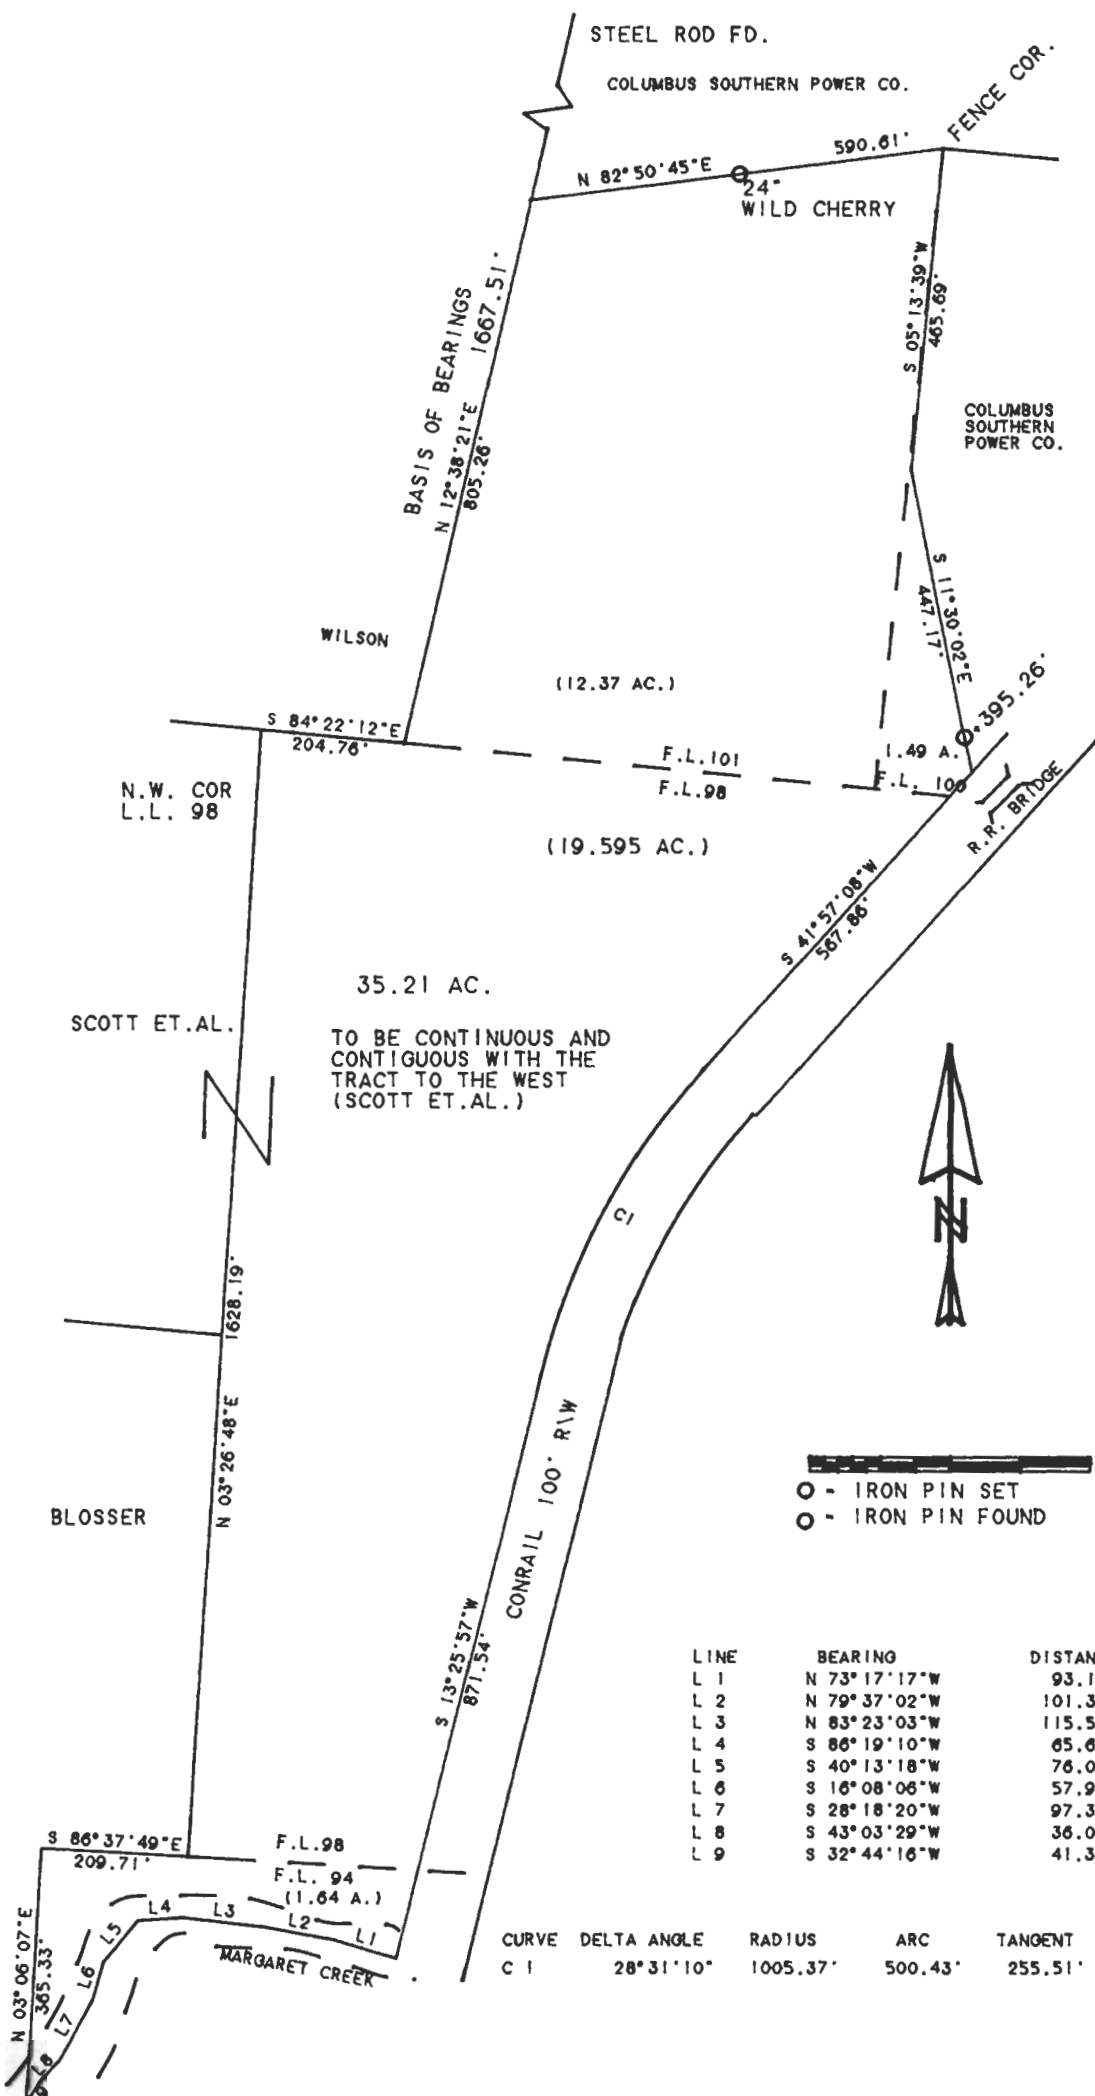 STEEL ROD FD.
COLUMBUS SOUTHERN POWER CO.
FENCE COR.
590.61'
N 82°50'45"E
24"
WILD CHERRY
BASIS OF BEARINGS
1667.51'
N 12°38'21"E
805.26'
S 05°13'39"W
465.69'
COLUMBUS
SOUTHERN
POWER CO.
S 11°30'02"E
447.17'
395.26'
WILSON
(12.37 AC.)
S 84°22'12"E
204.76'
F.L.101
F.L.98
1.49 A.
F.L. 100
N.W. COR
L.L. 98
(19.595 AC.)
R.R. BRIDGE
S 41°57'08"W
567.86'
35.21 AC.
SCOTT ET.AL.
TO BE CONTINUOUS AND
CONTIGUOUS WITH THE
TRACT TO THE WEST
(SCOTT ET.AL.)
N
C1
1628.19'
N 03°26'48"E
BLOSSER
CONRAIL 100' R\W
S 13°25'57"W
871.54'
O - IRON PIN SET
O - IRON PIN FOUND
LINE BEARING DISTAN
L 1 N 73°17'17"W 93.1
L 2 N 79°37'02"W 101.3
L 3 N 83°23'03"W 115.5
L 4 S 86°19'10"W 65.6
L 5 S 40°13'18"W 76.0
L 6 S 16°08'06"W 57.9
L 7 S 28°18'20"W 97.3
L 8 S 43°03'29"W 36.0
L 9 S 32°44'16"W 41.3
S 86°37'49"E
209.71'
F.L.98
F.L. 94
(1.64 A.)
L4
L3
L2
L1
L5
L6
L7
L8
MARGARET CREEK
N 03°06'07"E
365.33'
CURVE DELTA ANGLE RADIUS ARC TANGENT
C 1 28°31'10" 1005.37' 500.43' 255.51'